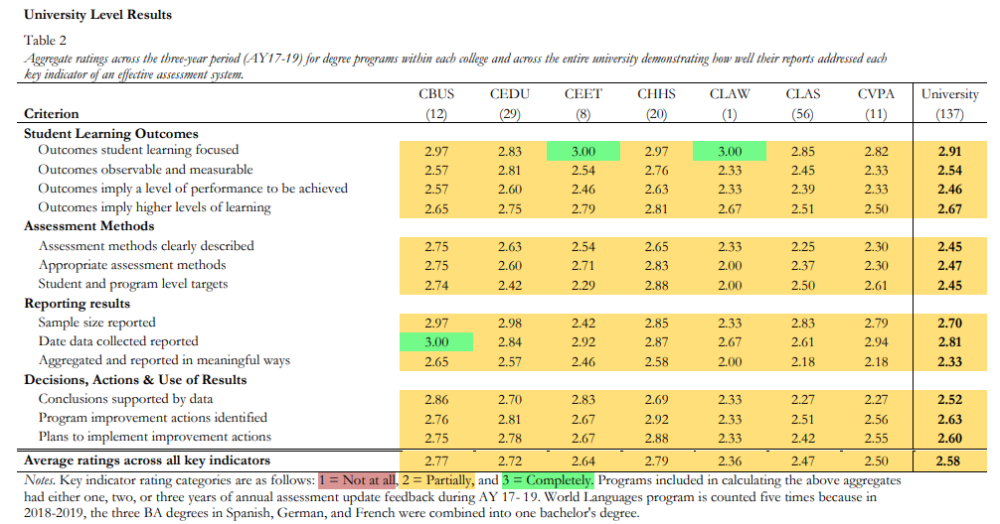 University Level Results
Table 2
Aggregate ratings across the three-year period (AY17-19) for degree programs within each college and across the entire university demonstrating how well their reports addressed each
key indicator of an effective assessment system.
CBUS CEDU CEET CHHS CLAW CLAS CVPA University
Criterion (12) (29) (8) (20) (1) (56) (11) (137)
Student Learning Outcomes
Outcomes student learning focused 2.97 2.83 3.00 2.97 3.00 2.85 2.82 2.91
Outcomes observable and measurable 2.57 2.81 2.54 2.76 2.33 2.45 2.33 2.54
Outcomes imply a level of performance to be achieved 2.57 2.60 2.46 2.63 2.33 2.39 2.33 2.46
Outcomes imply higher levels of learning 2.65 2.75 2.79 2.81 2.67 2.51 2.50 2.67
Assessment Methods
Assessment methods clearly described 2.75 2.63 2.54 2.65 2.33 2.25 2.30 2.45
Appropriate assessment methods 2.75 2.60 2.71 2.83 2.00 2.37 2.30 2.47
Student and program level targets 2.74 2.42 2.29 2.88 2.00 2.50 2.61 2.45
Reporting results
Sample size reported 2.97 2.98 2.42 2.85 2.33 2.83 2.79 2.70
Date data collected reported 3.00 2.84 2.92 2.87 2.67 2.61 2.94 2.81
Aggregated and reported in meaningful ways 2.65 2.57 2.46 2.58 2.00 2.18 2.18 2.33
Decisions, Actions & Use of Results
Conclusions supported by data 2.86 2.70 2.83 2.69 2.33 2.27 2.27 2.52
Program improvement actions identified 2.76 2.81 2.67 2.92 2.33 2.51 2.56 2.63
Plans to implement improvement actions 2.75 2.78 2.67 2.88 2.33 2.42 2.55 2.60
Average ratings across all key indicators 2.77 2.72 2.64 2.79 2.36 2.47 2.50 2.58
Notes. Key indicator rating categories are as follows: 1 = Not at all, 2 = Partially, and 3 = Completely. Programs included in calculating the above aggregates
had either one, two, or three years of annual assessment update feedback during AY 17- 19. World Languages program is counted five times because in
2018-2019, the three BA degrees in Spanish, German, and French were combined into one bachelor's degree.